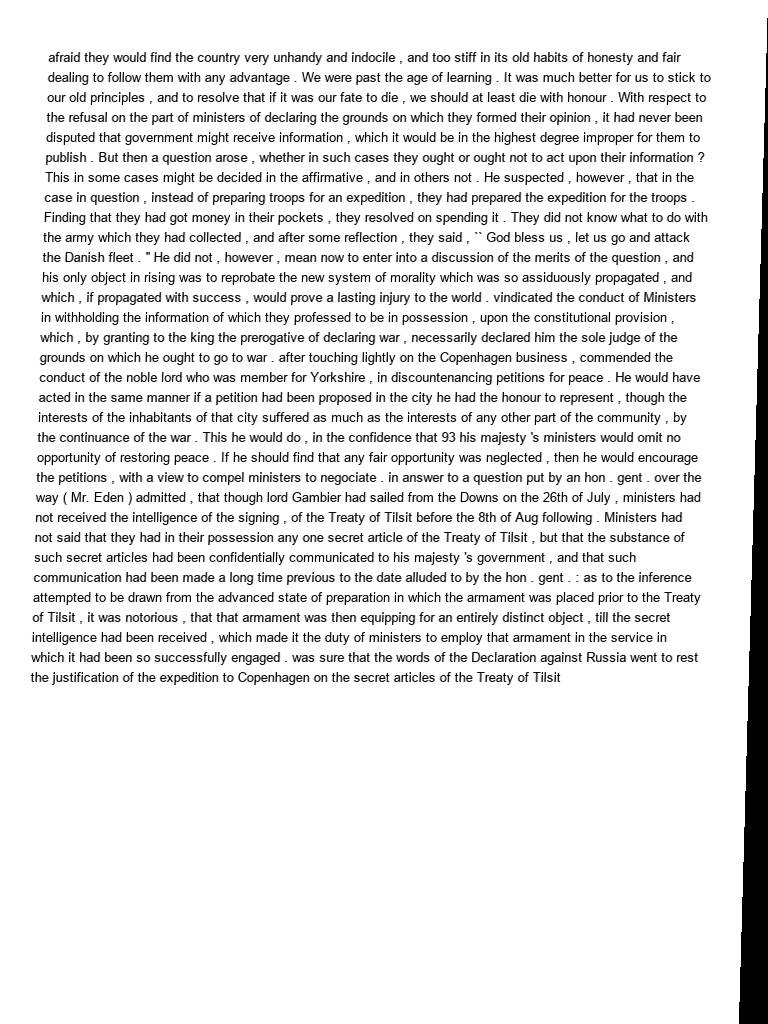 afraid they would find the country very unhandy and indocile , and too stiff in its old habits of honesty and fair
dealing to follow them with any advantage . We were past the age of learning . It was much better for us to stick to
our old principles , and to resolve that if it was our fate to die , we should at least die with honour . With respect to
the refusal on the part of ministers of declaring the grounds on which they formed their opinion , it had never been
disputed that government might receive information , which it would be in the highest degree improper for them to
publish . But then a question arose , whether in such cases they ought or ought not to act upon their information ?
This in some cases might be decided in the affirmative , and in others not . He suspected , however , that in the
case in question , instead of preparing troops for an expedition , they had prepared the expedition for the troops .
Finding that they had got money in their pockets , they resolved on spending it . They did not know what to do with
the army which they had collected , and after some reflection , they said , `` God bless us , let us go and attack
the Danish fleet . " He did not , however , mean now to enter into a discussion of the merits of the question , and
his only object in rising was to reprobate the new system of morality which was so assiduously propagated , and
which , if propagated with success , would prove a lasting injury to the world . vindicated the conduct of Ministers
in withholding the information of which they professed to be in possession , upon the constitutional provision ,
which , by granting to the king the prerogative of declaring war , necessarily declared him the sole judge of the
grounds on which he ought to go to war . after touching lightly on the Copenhagen business , commended the
conduct of the noble lord who was member for Yorkshire , in discountenancing petitions for peace . He would have
acted in the same manner if a petition had been proposed in the city he had the honour to represent , though the
interests of the inhabitants of that city suffered as much as the interests of any other part of the community , by
the continuance of the war . This he would do , in the confidence that 93 his majesty 's ministers would omit no
opportunity of restoring peace . If he should find that any fair opportunity was neglected , then he would encourage
the petitions , with a view to compel ministers to negociate . in answer to a question put by an hon . gent . over the
way ( Mr. Eden ) admitted , that though lord Gambier had sailed from the Downs on the 26th of July , ministers had
not received the intelligence of the signing , of the Treaty of Tilsit before the 8th of Aug following . Ministers had
not said that they had in their possession any one secret article of the Treaty of Tilsit , but that the substance of
such secret articles had been confidentially communicated to his majesty 's government , and that such
communication had been made a long time previous to the date alluded to by the hon . gent . : as to the inference
attempted to be drawn from the advanced state of preparation in which the armament was placed prior to the Treaty
of Tilsit , it was notorious , that that armament was then equipping for an entirely distinct object , till the secret
intelligence had been received , which made it the duty of ministers to employ that armament in the service in
which it had been so successfully engaged . was sure that the words of the Declaration against Russia went to rest
the justification of the expedition to Copenhagen on the secret articles of the Treaty of Tilsit